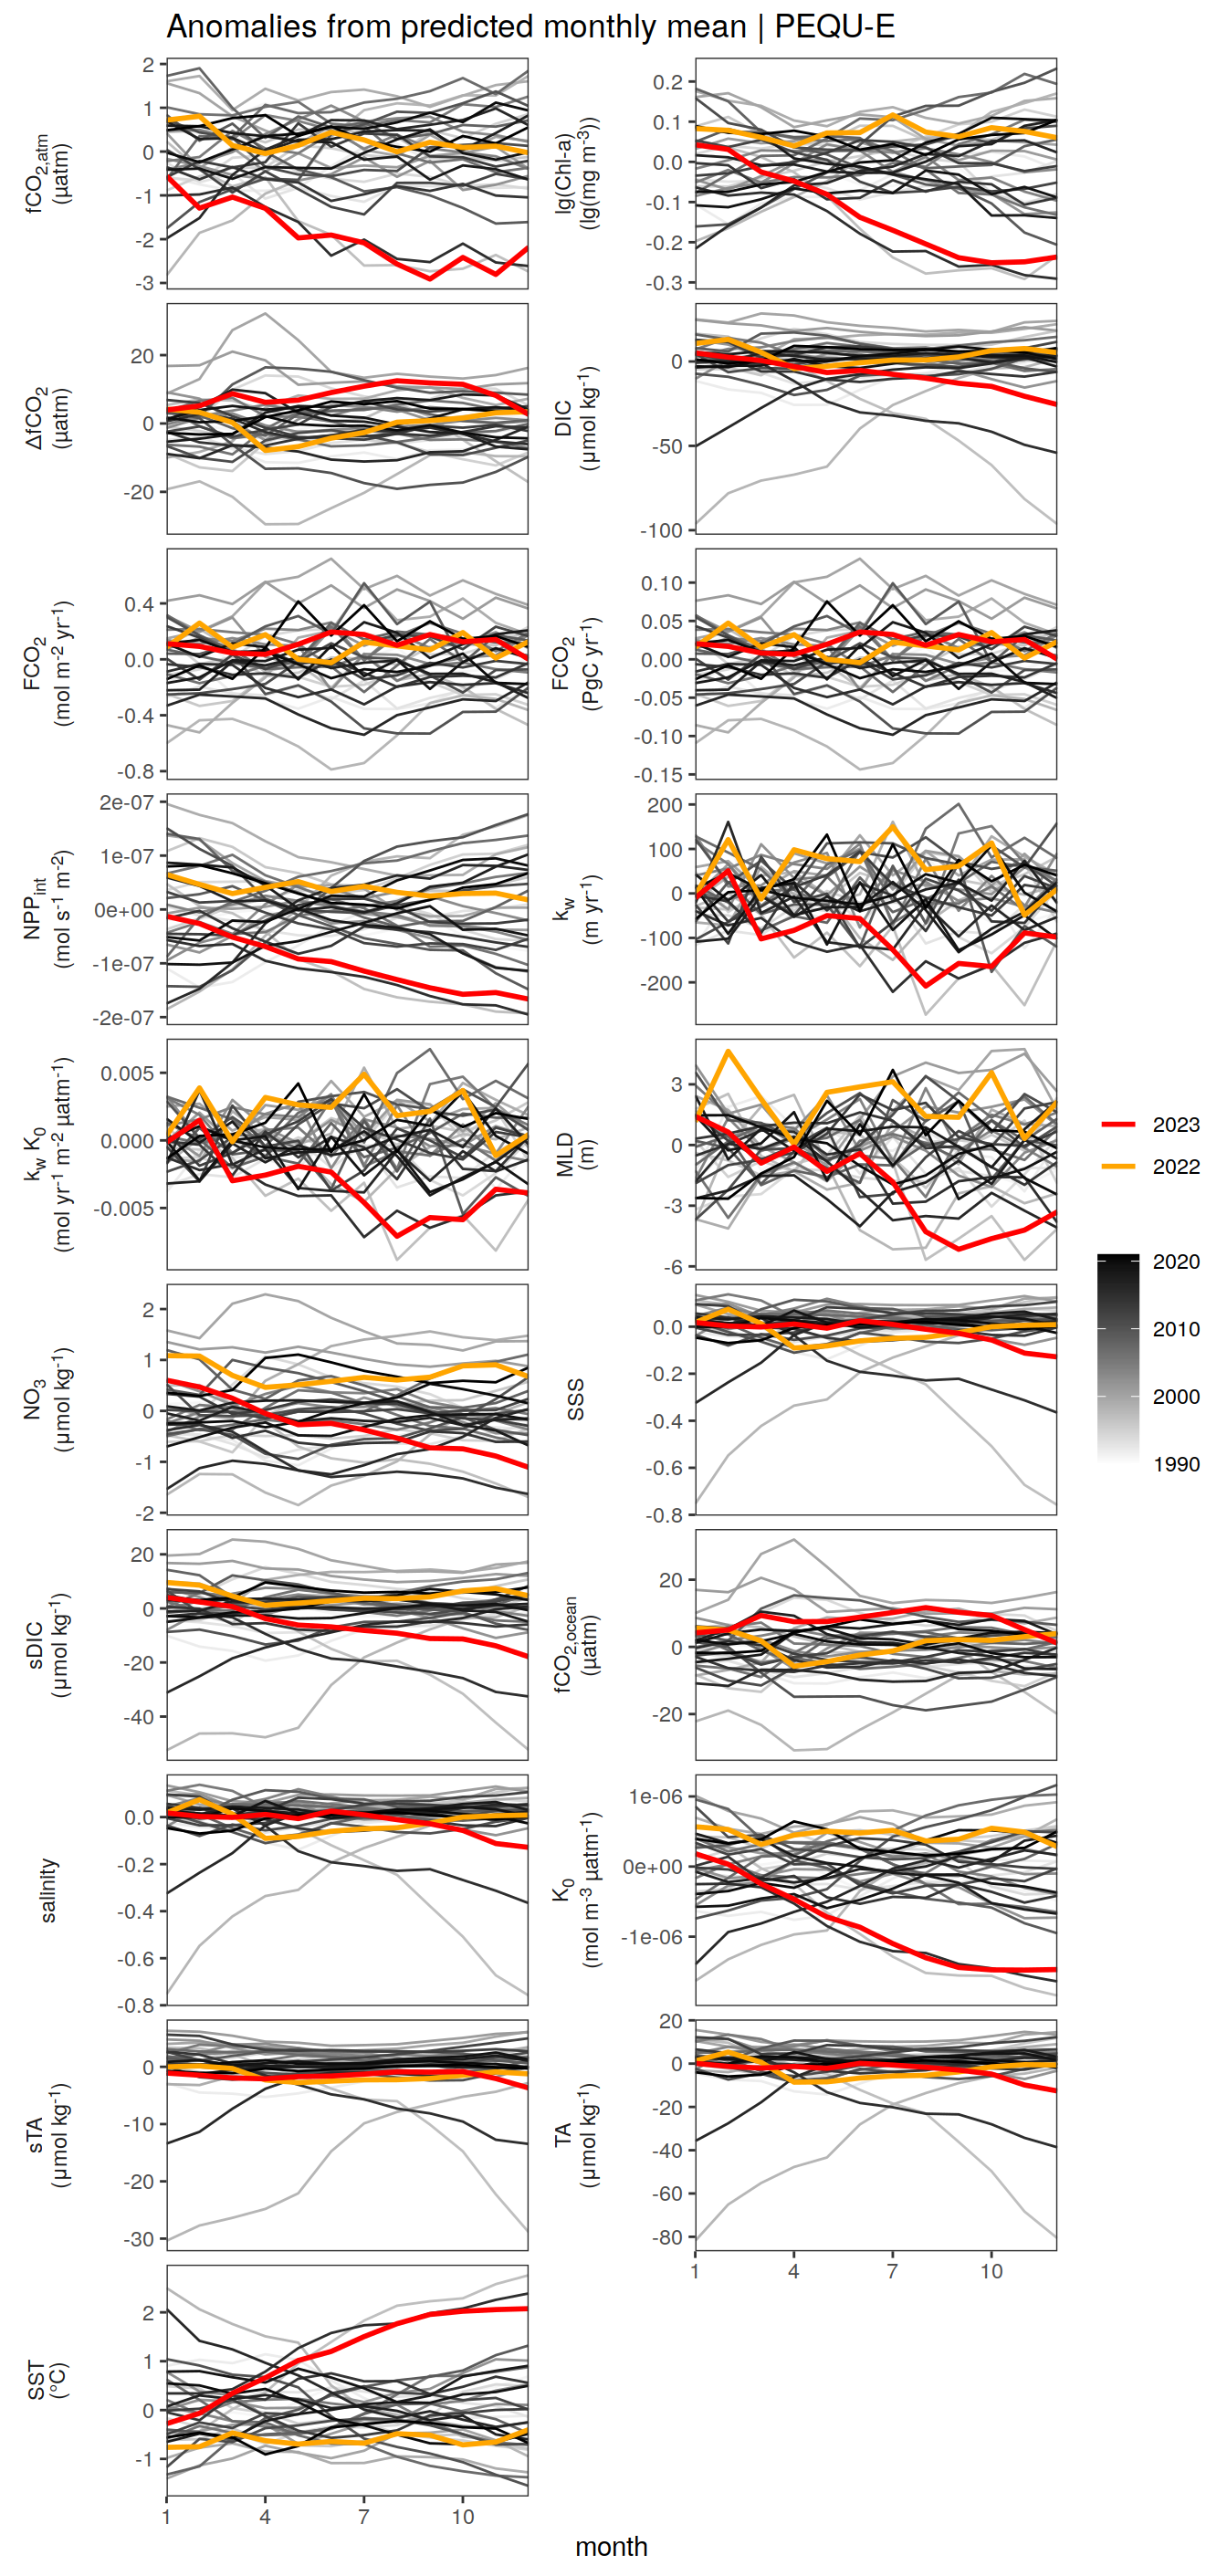 Anomalies from predicted monthly mean | PEQU-E
fCO2,atm
(µatm)
2
1
0
-1
-2
-3
lg(Chl-a)
(lg(mg m-3))
0.2
0.1
0.0
-0.1
-0.2
-0.3
ΔfCO2
(µatm)
20
0
-20
DIC
(µmol kg-1)
0
-50
-100
FCO2
(mol m-2 yr-1)
0.4
0.0
-0.4
-0.8
FCO2
(PgC yr-1)
0.10
0.05
0.00
-0.05
-0.10
-0.15
NPPint
(mol s-1 m-2)
2e-07
1e-07
0e+00
-1e-07
-2e-07
kw
(m yr-1)
200
100
0
-100
-200
kw K0
(mol yr-1 m-2 µatm-1)
0.005
0.000
-0.005
MLD
(m)
3
0
-3
-6
2023
2022
2020
2010
2000
1990
NO3
(µmol kg-1)
2
1
0
-1
-2
SSS
0.0
-0.2
-0.4
-0.6
-0.8
sDIC
(µmol kg-1)
20
0
-20
-40
fCO2,ocean
(µatm)
20
0
-20
salinity
0.0
-0.2
-0.4
-0.6
-0.8
K0
(mol m-3 µatm-1)
1e-06
0e+00
-1e-06
sTA
(µmol kg-1)
0
-10
-20
-30
TA
(µmol kg-1)
20
0
-20
-40
-60
-80
1 4 7 10
SST
(°C)
2
1
0
-1
1 4 7 10
month